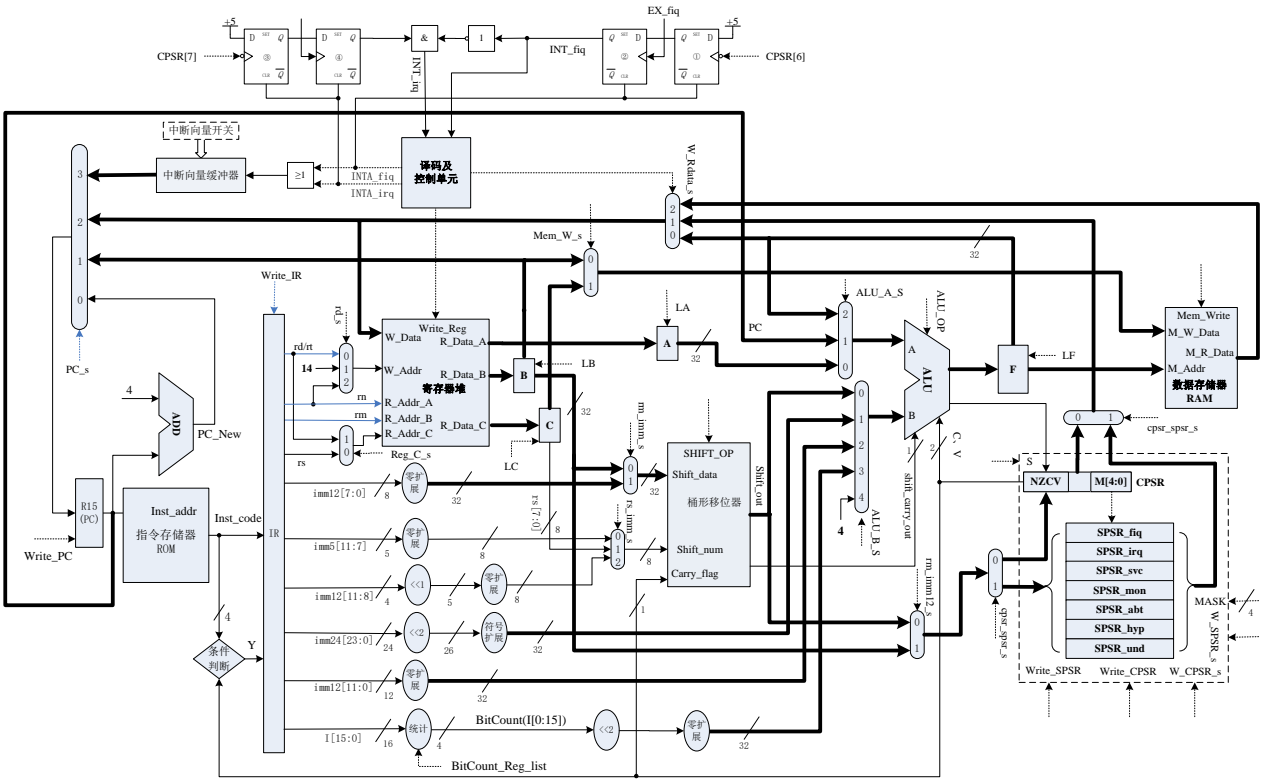 EX_fiq
+5
+5
D SET Q
D SET Q
&
1
Q SET D
Q SET D
INT_fiq
CPSR[7]
③
④
②
①
CPSR[6]
CLR Q
CLR Q
Q CLR
Q CLR
INT_irq
中断向量开关
中断向量缓冲器
≥1
INTA_fiq
INTA_irq
译码及
控制单元
W_Rdata_s
3
2
1
0
2
1
0
32
Mem_W_s
0
1
PC_s
Write_IR
rd_s
rd/rt
14
0
1
2
rn
rm
rs
1
0
Reg_C_s
Write_Reg
W_Data
R_Data_A
W_Addr
R_Data_B
寄存器堆
R_Addr_A
R_Addr_B
R_Addr_C
R_Data_C
LA
A
32
LB
B
C
32
LC
PC
ALU_A_S
2
1
0
ALU_OP
A
ALU
B
LF
F
Mem_Write
M_W_Data
M_R_Data
M_Addr
数据存储器
RAM
4
ADD
PC_New
0
1
2
3
4
4
ALU_B_S
1
2
shift_carry_out
C、V
0 1
cpsr_spsr_s
S
NZCV
M[4:0]
CPSR
R15
(PC)
Write_PC
Inst_addr
指令存储器
ROM
Inst_code
IR
4
条件
判断
Y
imm12[7:0]
8
零扩展
32
rm_imm_s
0
1
32
SHIFT_OP
Shift_data
桶形移位器
Shift_num
Carry_flag
Shift_out
rs[7:0]
8
rs_imm_s
0
1
2
8
1
imm5[11:7]
5
零扩展
8
imm12[11:8]
4
<<1
5
零扩展
8
imm24[23:0]
24
<<2
26
符号扩展
32
imm12[11:0]
12
零扩展
32
I[15:0]
16
统计
4
BitCount(I[0:15])
<<2
零扩展
32
BitCount_Reg_list
rm_imm12_s
0
1
0
1
cpsr_spsr_s
SPSR_fiq
SPSR_irq
SPSR_svc
SPSR_mon
SPSR_abt
SPSR_hyp
SPSR_und
MASK
4
W_SPSR_s
Write_SPSR
Write_CPSR
W_CPSR_s